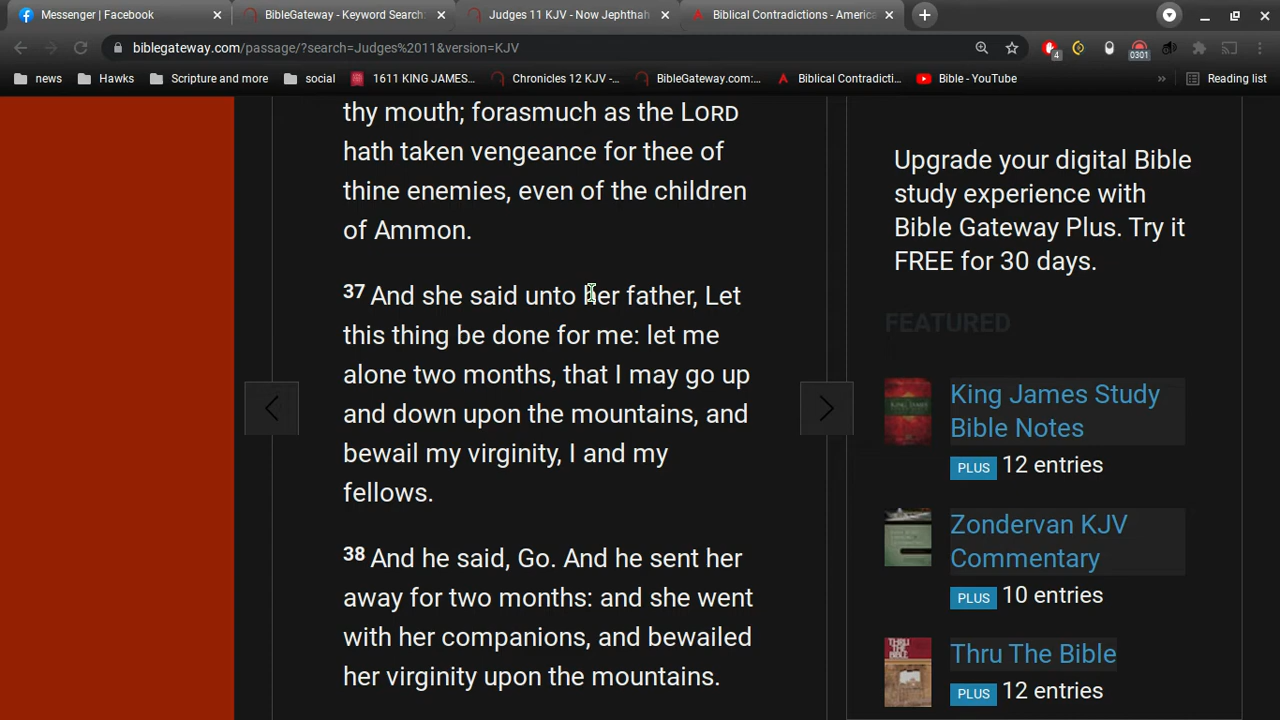 Messenger | Facebook
BibleGateway - Keyword Search:
Judges 11 KJV - Now Jephthah
Biblical Contradictions - America
biblegateway.com/passage/?search=Judges%2011&version=KJV
4
0301
news
Hawks
Scripture and more
social
1611 KING JAMES...
Chronicles 12 KJV -...
BibleGateway.com:...
Biblical Contradicti...
Bible - YouTube
»
Reading list
thy mouth; forasmuch as the LORD
hath taken vengeance for thee of
thine enemies, even of the children
of Ammon.
37 And she said unto her father, Let
this thing be done for me: let me
alone two months, that I may go up
and down upon the mountains, and
bewail my virginity, I and my
fellows.
38 And he said, Go. And he sent her
away for two months: and she went
with her companions, and bewailed
her virginity upon the mountains.
Upgrade your digital Bible
study experience with
Bible Gateway Plus. Try it
FREE for 30 days.
FEATURED
King James Study
Bible Notes
PLUS 12 entries
Zondervan KJV
Commentary
PLUS 10 entries
THRU THE BIBLE
Thru The Bible
PLUS 12 entries